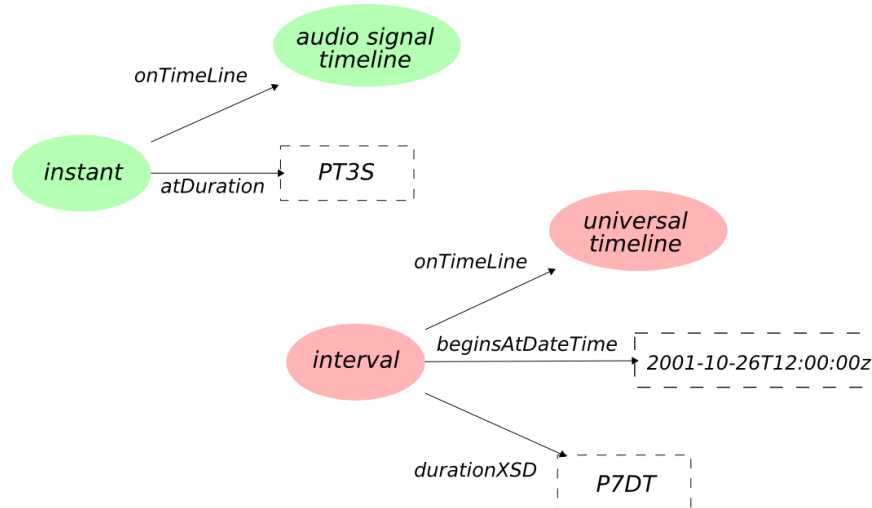 audio signal
timeline
onTimeLine
instant
PT3S
atDuration
universal
timeline
onTimeLine
beginsAtDateTime
interval
2001-10-26T12:00:00z
durationXSD
P7DT